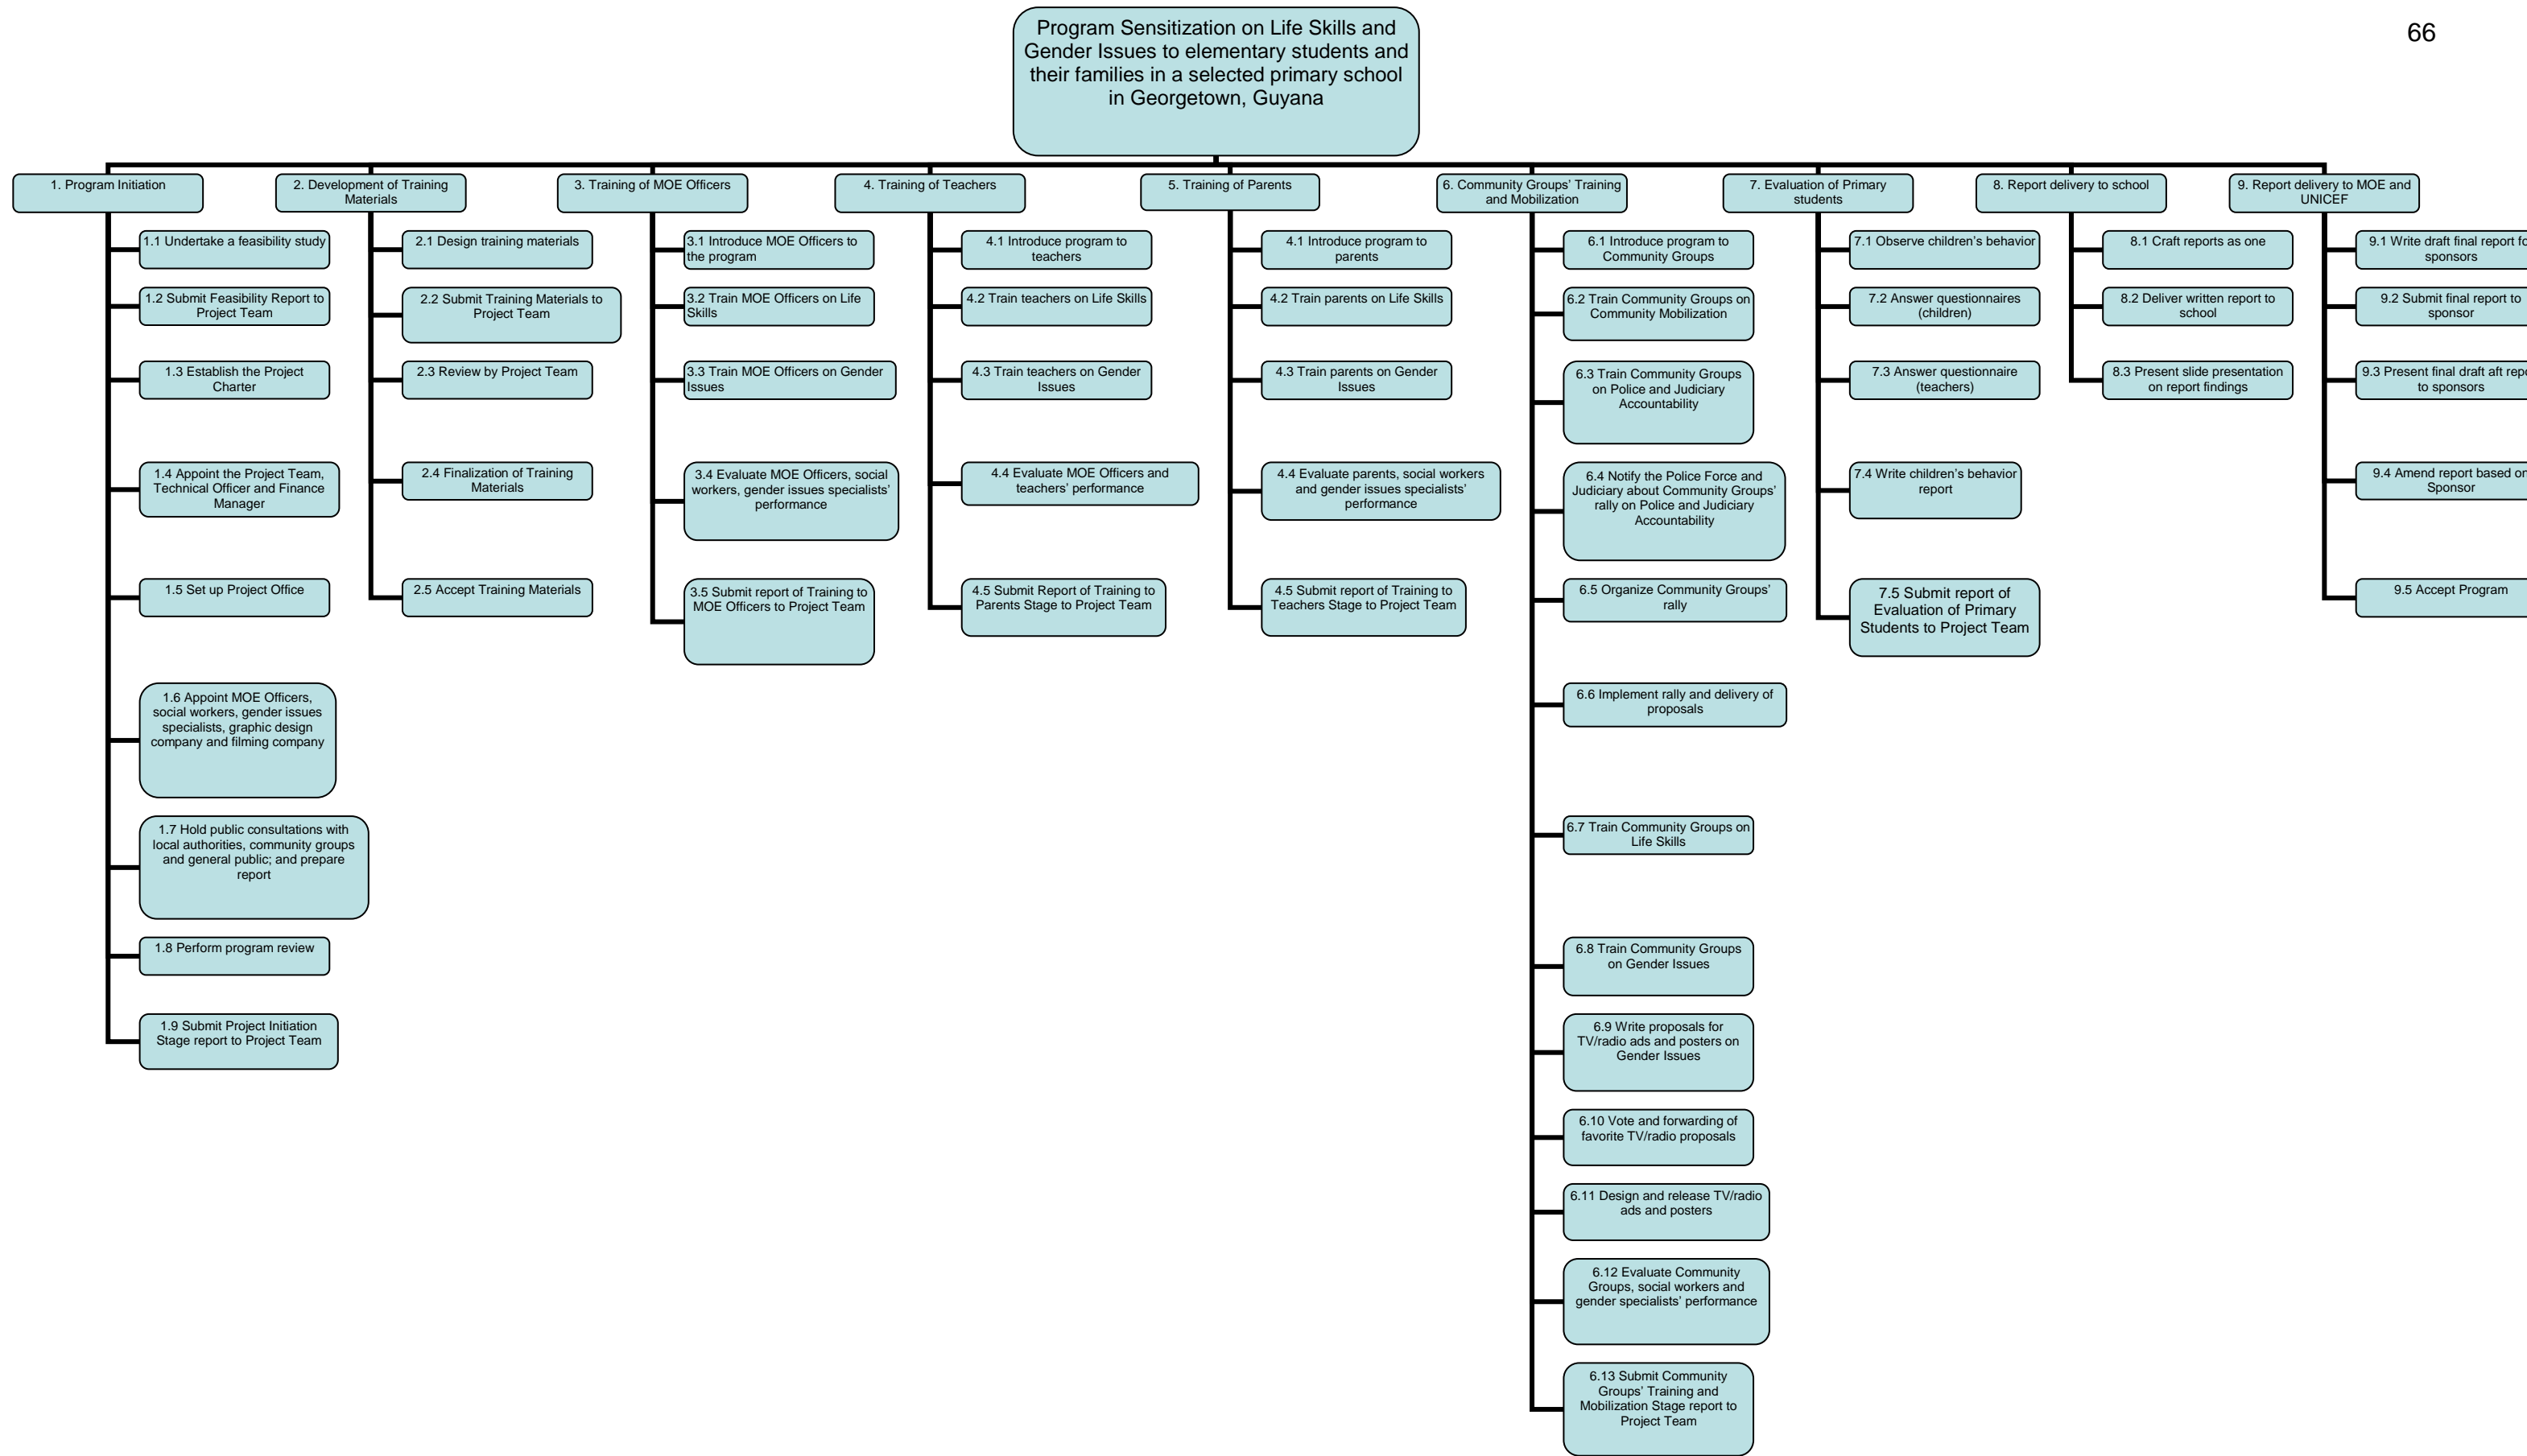 66
Program Sensitization on Life Skills and
Gender Issues to elementary students and
their families in a selected primary school
in Georgetown, Guyana
1. Program Initiation
1.1 Undertake a feasibility study
1.2 Submit Feasibility Report to
Project Team
1.3 Establish the Project
Charter
1.4 Appoint the Project Team,
Technical Officer and Finance
Manager
1.5 Set up Project Office
1.6 Appoint MOE Officers,
social workers, gender issues
specialists, graphic design
company and filming company
1.7 Hold public consultations with
local authorities, community groups
and general public; and prepare
report
1.8 Perform program review
1.9 Submit Project Initiation
Stage report to Project Team
2. Development of Training
Materials
2.1 Design training materials
2.2 Submit Training Materials to
Project Team
2.3 Review by Project Team
2.4 Finalization of Training
Materials
2.5 Accept Training Materials
3. Training of MOE Officers
3.1 Introduce MOE Officers to
the program
3.2 Train MOE Officers on Life
Skills
3.3 Train MOE Officers on Gender
Issues
3.4 Evaluate MOE Officers, social
workers, gender issues specialists’
performance
3.5 Submit report of Training to
MOE Officers to Project Team
4. Training of Teachers
4.1 Introduce program to
teachers
4.2 Train teachers on Life Skills
4.3 Train teachers on Gender
Issues
4.4 Evaluate MOE Officers and
teachers’ performance
4.5 Submit Report of Training to
Parents Stage to Project Team
5. Training of Parents
4.1 Introduce program to
parents
4.2 Train parents on Life Skills
4.3 Train parents on Gender
Issues
4.4 Evaluate parents, social workers
and gender issues specialists’
performance
4.5 Submit report of Training to
Teachers Stage to Project Team
6. Community Groups’ Training
and Mobilization
6.1 Introduce program to
Community Groups
6.2 Train Community Groups on
Community Mobilization
6.3 Train Community Groups
on Police and Judiciary
Accountability
6.4 Notify the Police Force and
Judiciary about Community Groups’
rally on Police and Judiciary
Accountability
6.5 Organize Community Groups’
rally
6.6 Implement rally and delivery of
proposals
6.7 Train Community Groups on
Life Skills
6.8 Train Community Groups
on Gender Issues
6.9 Write proposals for
TV/radio ads and posters on
Gender Issues
6.10 Vote and forwarding of
favorite TV/radio proposals
6.11 Design and release TV/radio
ads and posters
6.12 Evaluate Community
Groups, social workers and
gender specialists’ performance
6.13 Submit Community
Groups’ Training and
Mobilization Stage report to
Project Team
7. Evaluation of Primary
students
7.1 Observe children’s behavior
7.2 Answer questionnaires
(children)
7.3 Answer questionnaire
(teachers)
7.4 Write children’s behavior
report
7.5 Submit report of
Evaluation of Primary
Students to Project Team
8. Report delivery to school
8.1 Craft reports as one
8.2 Deliver written report to
school
8.3 Present slide presentation
on report findings
9. Report delivery to MOE and
UNICEF
9.1 Write draft final report
sponsors
9.2 Submit final report to
sponsor
9.3 Present final draft aft
to sponsors
9.4 Amend report based on
Sponsor
9.5 Accept Program